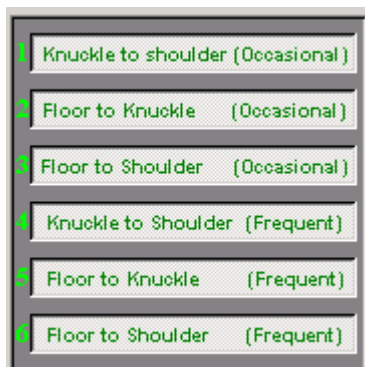 1 Knuckle to shoulder (Occasional)
2 Floor to Knuckle (Occasional)
3 Floor to Shoulder (Occasional)
4 Knuckle to Shoulder (Frequent)
5 Floor to Knuckle (Frequent)
6 Floor to Shoulder (Frequent)